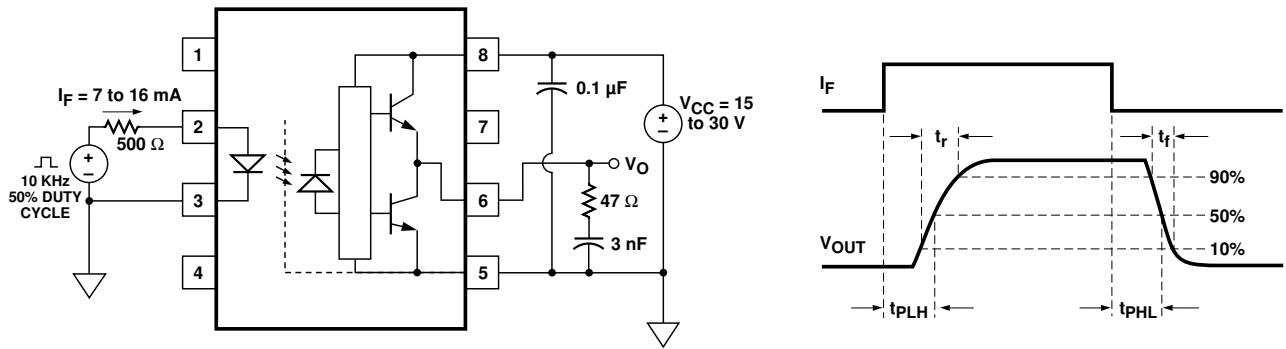 1
8
I_F = 7 to 16 mA
0.1 µF
V_CC = 15
to 30 V
+
–
2
7
500 Ω
+
–
10 KHz
50% DUTY
CYCLE
V_O
3
6
47 Ω
3 nF
4
5
I_F
t_r
t_f
90%
50%
V_OUT
10%
t_PLH
t_PHL